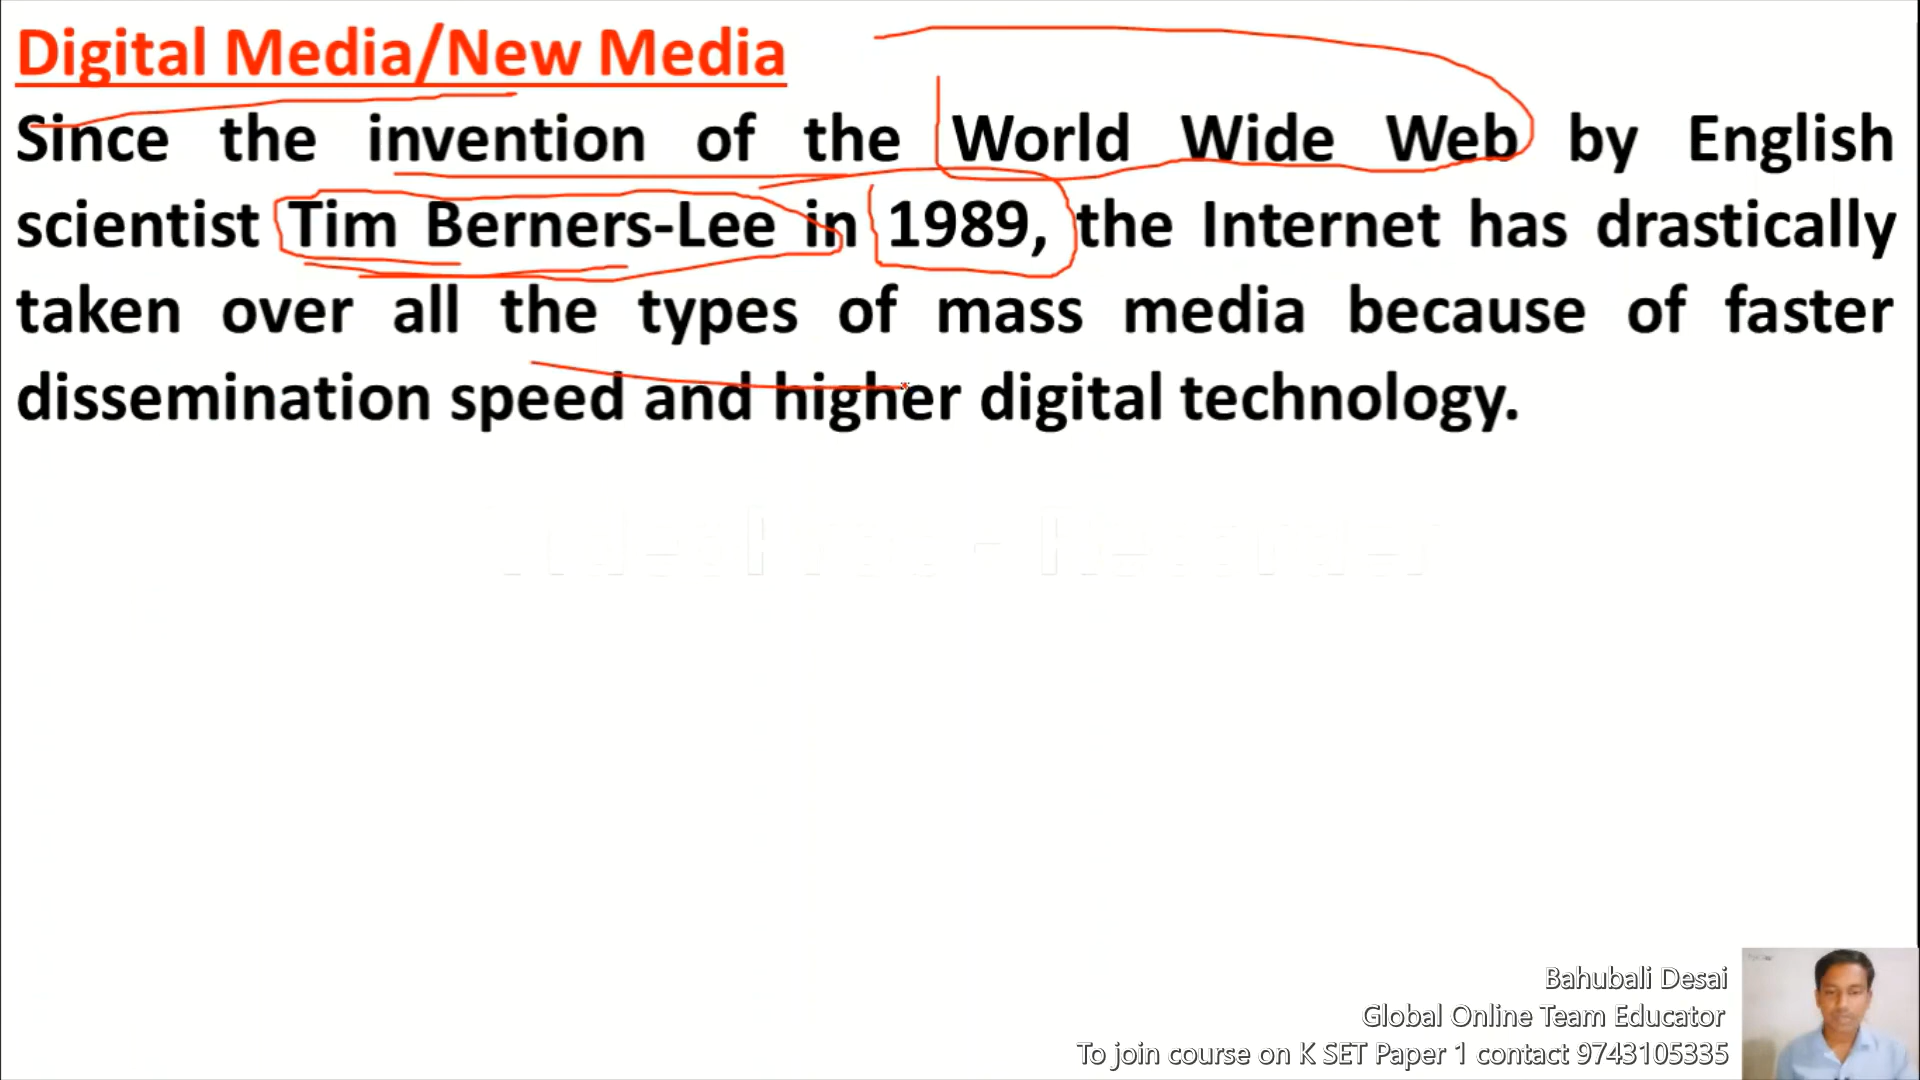 Digital Media/New Media
Since the invention of the World Wide Web by English
scientist Tim Berners-Lee in 1989, the Internet has drastically
taken over all the types of mass media because of faster
dissemination speed and higher digital technology.
Bahubali Desai
Global Online Team Educator
To join course on K SET Paper 1 contact 9743105335